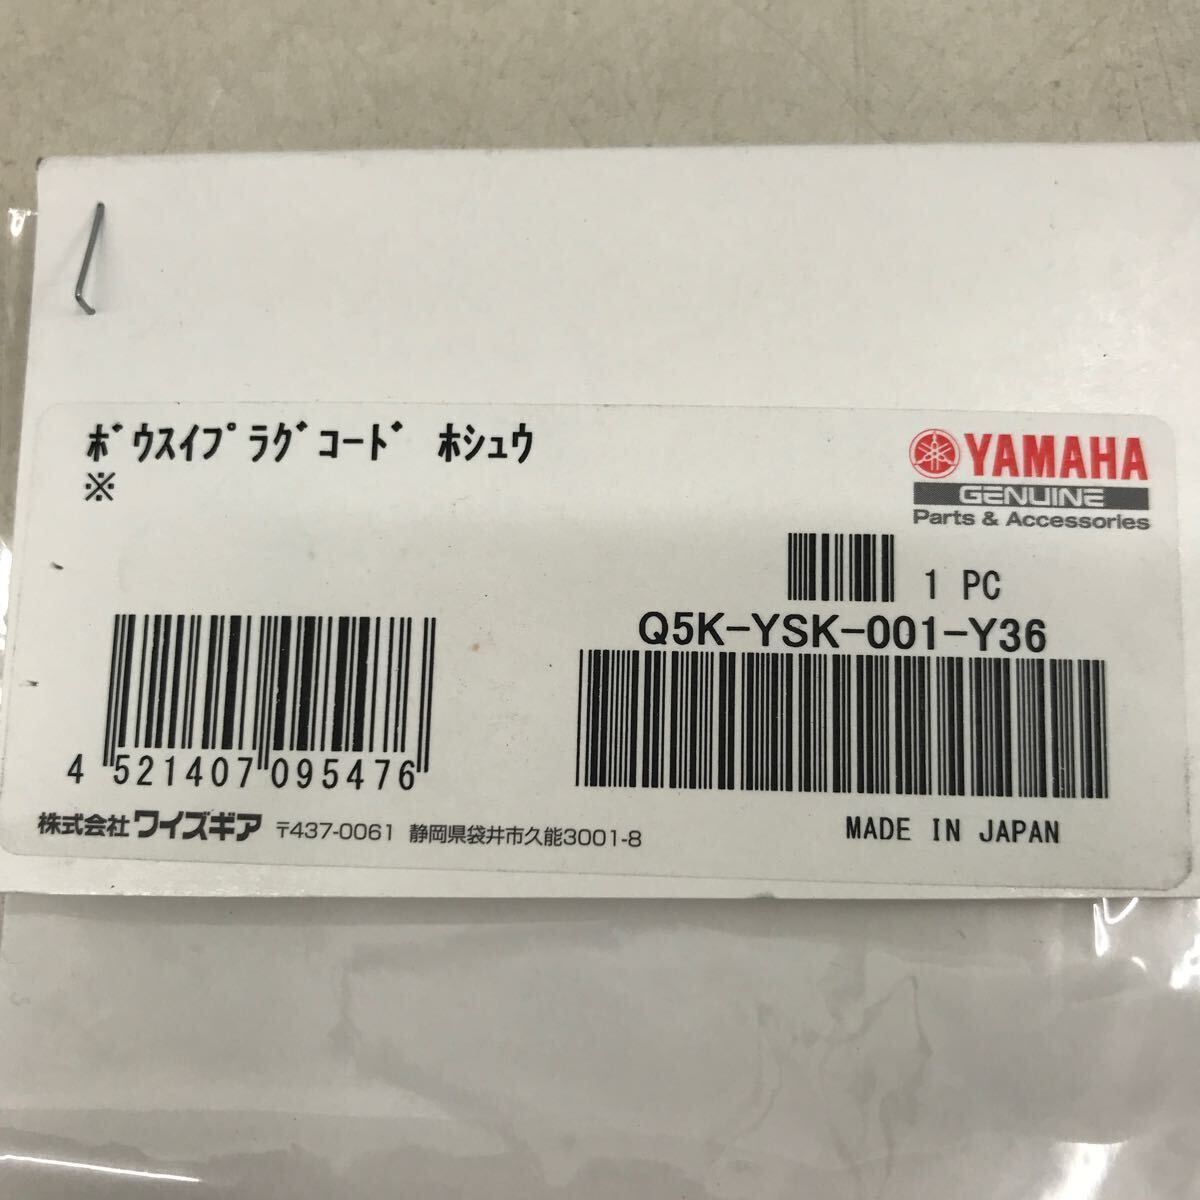 ﾎﾞｳｽｲﾌﾟﾗｸﾞｺｰﾄﾞ ﾎｼｭｳ
※
YAMAHA
GENUINE
Parts & Accessories
1 PC
Q5K-YSK-001-Y36
4 521407 095476
株式会社ワイズギア 〒437-0061 静岡県袋井市久能3001-8
MADE IN JAPAN